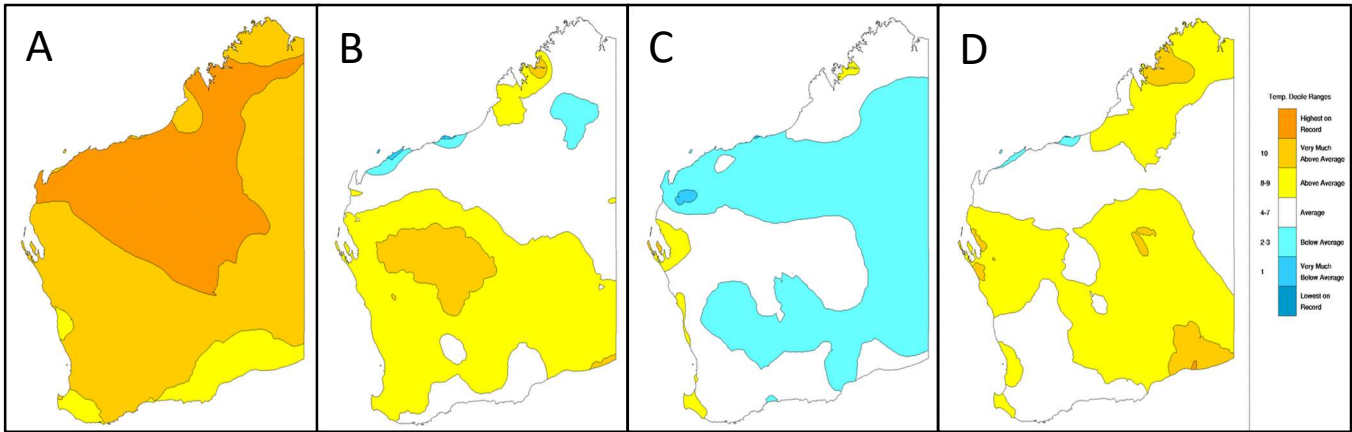 A
B
C
D
Temp. Decile Ranges
Highest on
Record
10
Very Much
Above Average
8-9
Above Average
4-7
Average
2-3
Below Average
1
Very Much
Below Average
Lowest on
Record